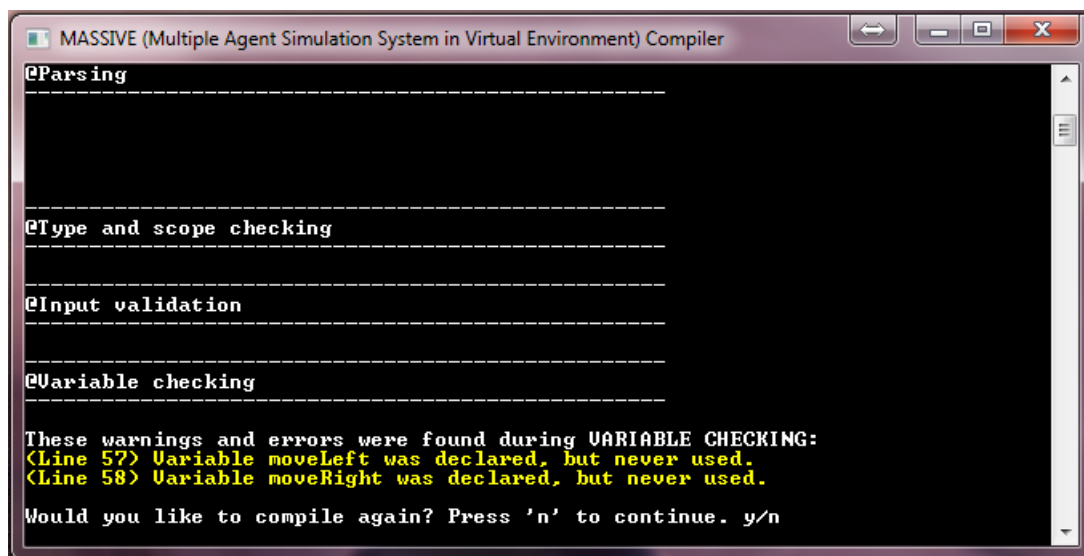 MASSIVE (Multiple Agent Simulation System in Virtual Environment) Compiler
@Parsing
@Type and scope checking
@Input validation
@Variable checking
These warnings and errors were found during VARIABLE CHECKING:
(Line 57) Variable moveLeft was declared, but never used.
(Line 58) Variable moveRight was declared, but never used.
Would you like to compile again? Press 'n' to continue. y/n